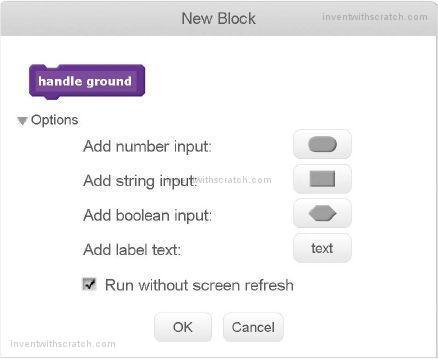 New Block
inventwithscratch.com
handle ground
Options
Add number input:
Add string input:
inventwithscratch.com
Add boolean input:
Add label text: text
Run without screen refresh
OK Cancel
inventwithscratch.com